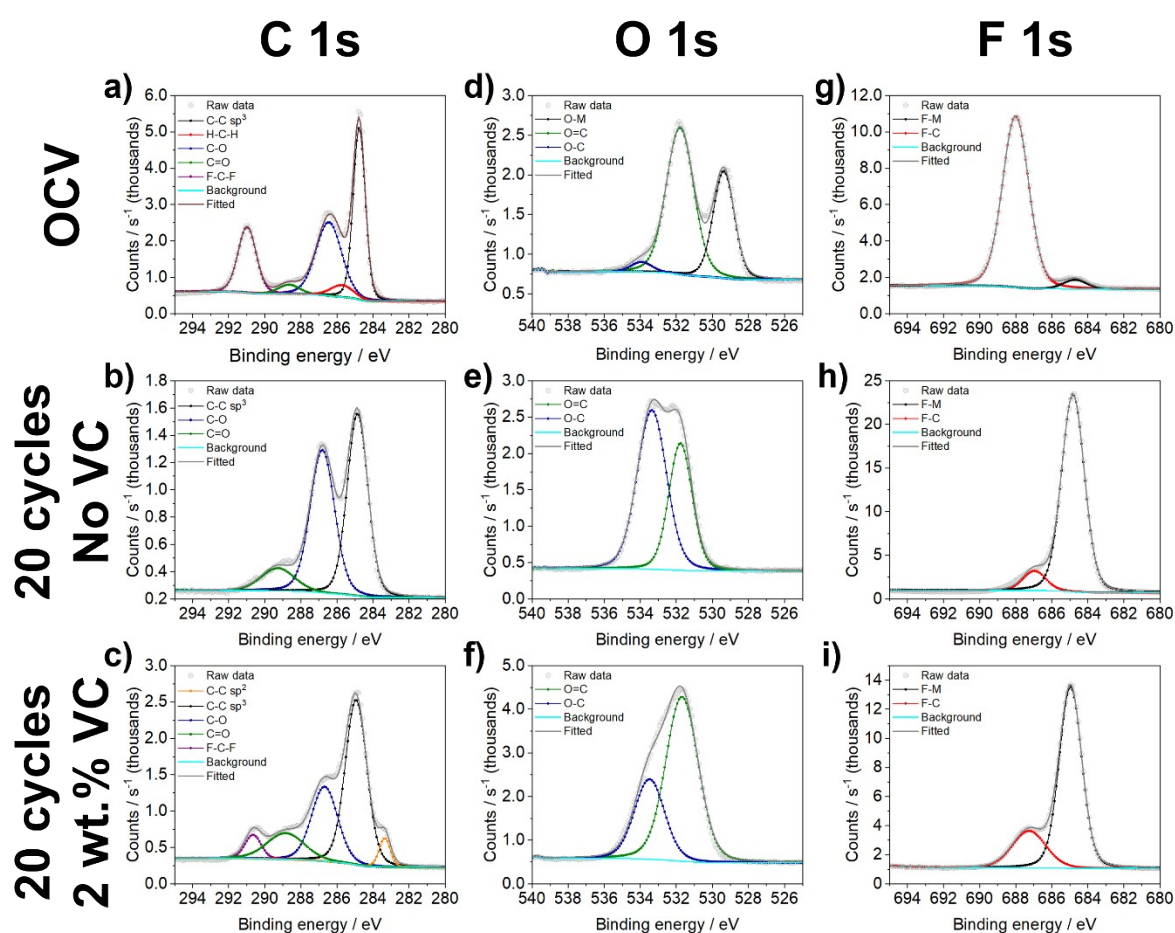 C 1s
O 1s
F 1s
OCV
20 cycles
No VC
20 cycles
2 wt.% VC
a)
Raw data
C-C sp³
H-C-H
C-O
C=O
F-C-F
Background
Fitted
6.0
5.0
4.0
3.0
2.0
1.0
0.0
Counts / s⁻¹ (thousands)
294 292 290 288 286 284 282 280
Binding energy / eV
d)
Raw data
O-M
O=C
O-C
Background
Fitted
3.0
2.5
2.0
1.5
1.0
0.5
Counts / s⁻¹ (thousands)
540 538 536 534 532 530 528 526
Binding energy / eV
g)
Raw data
F-M
F-C
Background
Fitted
12.0
10.0
8.0
6.0
4.0
2.0
0.0
Counts / s⁻¹ (thousands)
694 692 690 688 686 684 682 680
Binding energy / eV
b)
Raw data
C-C sp³
C-O
C=O
Background
Fitted
1.8
1.6
1.4
1.2
1.0
0.8
0.6
0.4
0.2
Counts / s⁻¹ (thousands)
294 292 290 288 286 284 282 280
Binding energy / eV
e)
Raw data
O=C
O-C
Background
Fitted
3.0
2.5
2.0
1.5
1.0
0.5
0.0
Counts / s⁻¹ (thousands)
540 538 536 534 532 530 528 526
Binding energy / eV
h)
Raw data
F-M
F-C
Background
Fitted
25
20
15
10
5
0
Counts / s⁻¹ (thousands)
694 692 690 688 686 684 682 680
Binding energy / eV
c)
Raw data
C-C sp²
C-C sp³
C-O
C=O
F-C-F
Background
Fitted
3.0
2.5
2.0
1.5
1.0
0.5
0.0
Counts / s⁻¹ (thousands)
294 292 290 288 286 284 282 280
Binding energy / eV
f)
Raw data
O=C
O-C
Background
Fitted
5.0
4.0
3.0
2.0
1.0
0.0
Counts / s⁻¹ (thousands)
540 538 536 534 532 530 528 526
Binding energy / eV
i)
Raw data
F-M
F-C
Background
Fitted
14
12
10
8
6
4
2
0
Counts / s⁻¹ (thousands)
694 692 690 688 686 684 682 680
Binding energy / eV